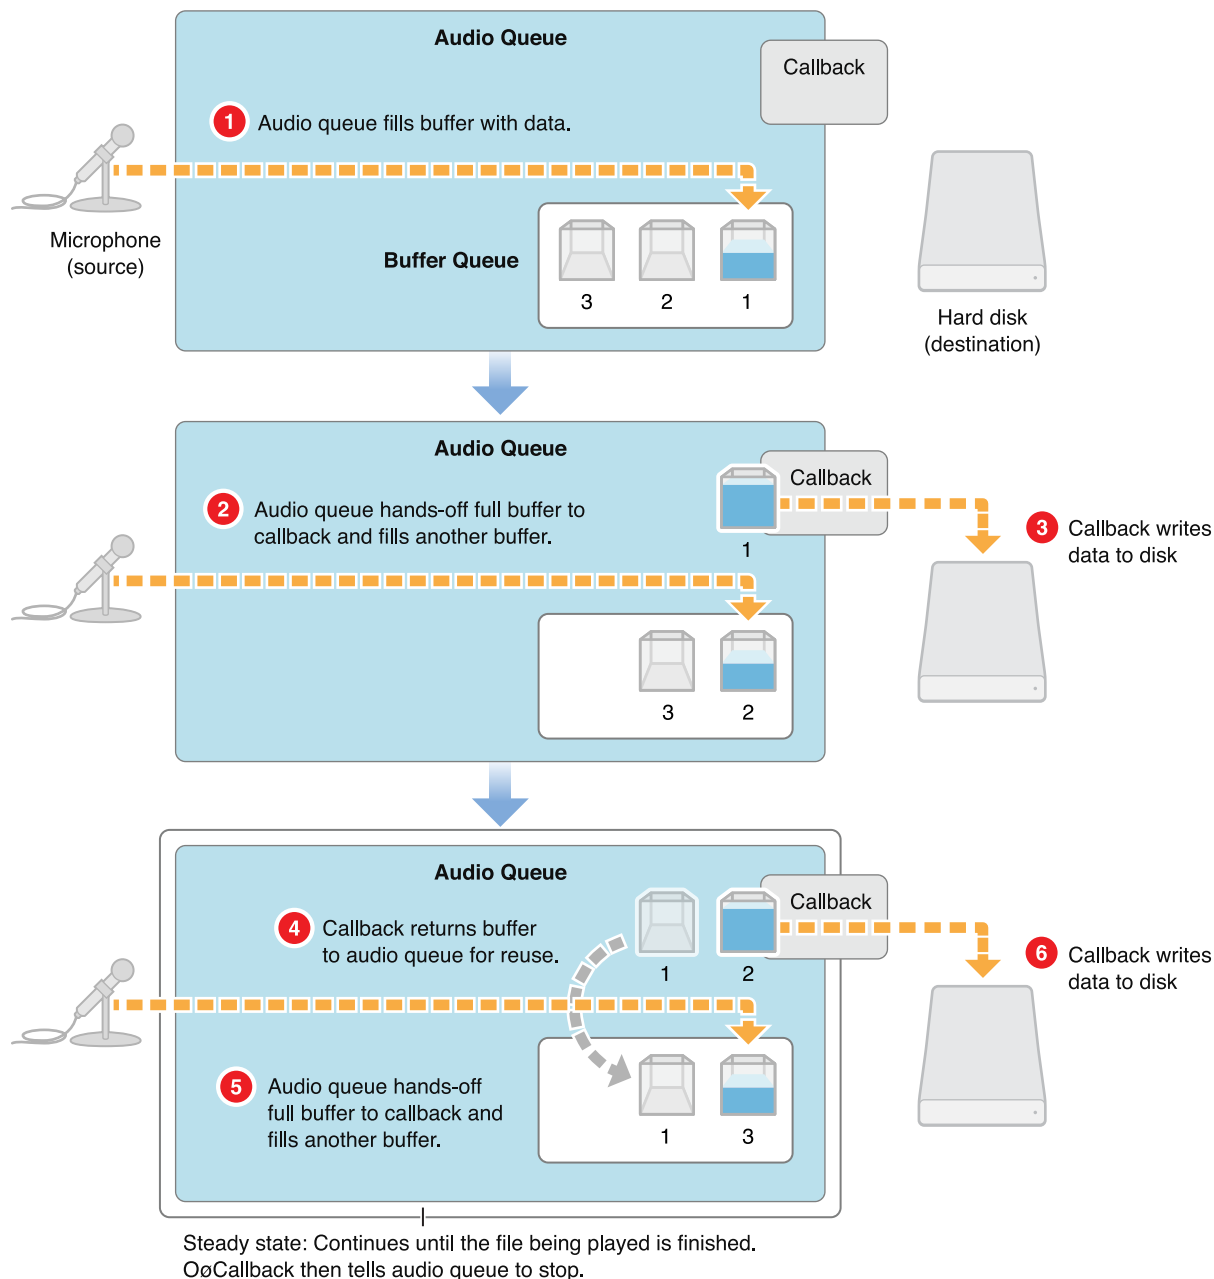 Audio Queue
Callback
1 Audio queue fills buffer with data.
Microphone
(source)
Buffer Queue
3 2 1
Hard disk
(destination)
Audio Queue
Callback
2 Audio queue hands-off full buffer to
callback and fills another buffer.
1
3 Callback writes
data to disk
3 2
Audio Queue
Callback
4 Callback returns buffer
to audio queue for reuse.
1 2
6 Callback writes
data to disk
5 Audio queue hands-off
full buffer to callback and
fills another buffer.
1 3
Steady state: Continues until the file being played is finished.
OøCallback then tells audio queue to stop.